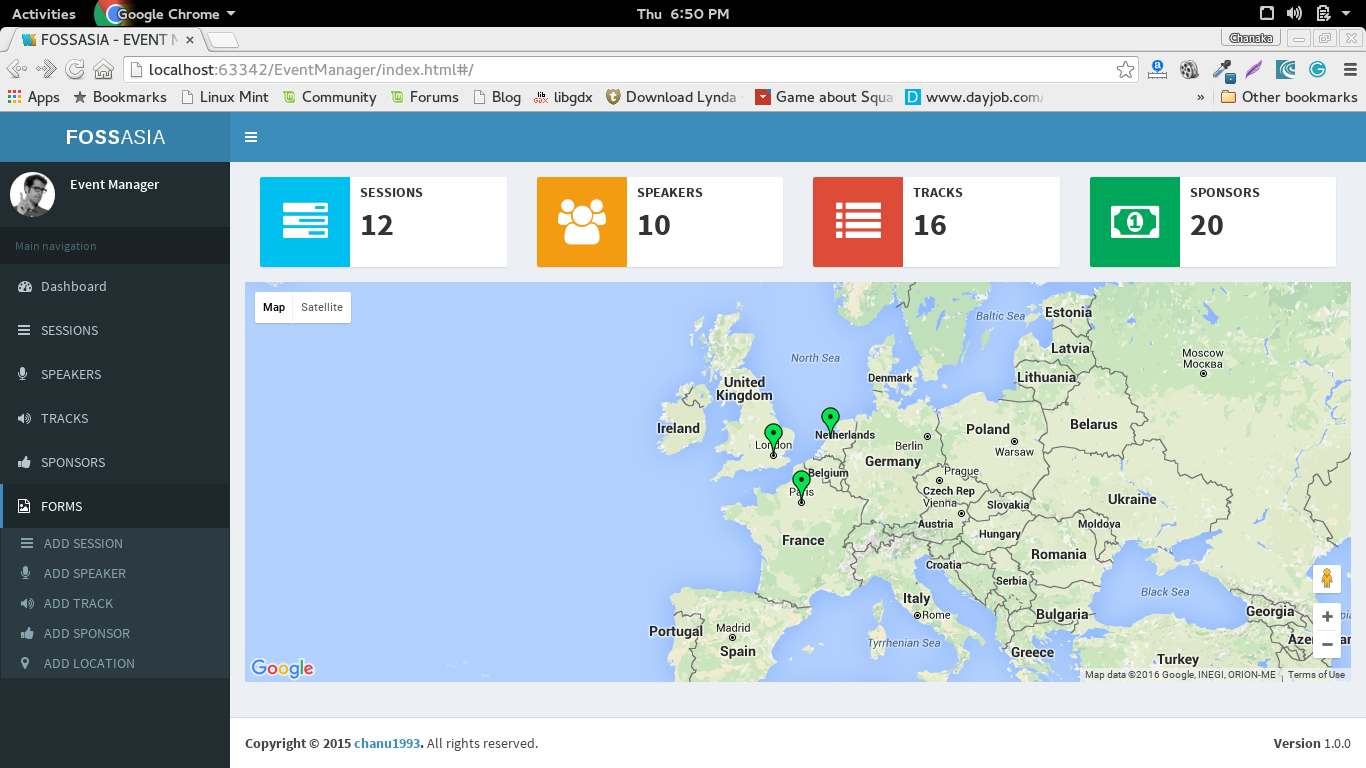 Activities Google Chrome Thu 6:50 PM
FOSSASIA - EVENT M Chanaka
localhost:63342/EventManager/index.html#/
Apps Bookmarks Linux Mint Community Forums Blog libgdx Download Lynda Game about Squa www.dayjob.com/ » Other bookmarks
FOSSASIA
Event Manager
Main navigation
Dashboard
SESSIONS
SPEAKERS
TRACKS
SPONSORS
FORMS
ADD SESSION
ADD SPEAKER
ADD TRACK
ADD SPONSOR
ADD LOCATION
SESSIONS
12
SPEAKERS
10
TRACKS
16
SPONSORS
20
Map Satellite
Baltic Sea
Estonia
North Sea
Latvia
Moscow
Москва
Denmark
Lithuania
United
Kingdom
Ireland
London
Netherlands
Berlin
Poland
Belarus
Warsaw
Belgium
Germany
Prague
Paris
Czech Rep
Vienna
Slovakia
Ukraine
Austria
Hungary
Moldova
France
Romania
Croatia
Serbia
Black Sea
Italy
Rome
Bulgaria
Georgia
Portugal
Madrid
Spain
Tyrrhenian Sea
Greece
Turkey
Azer
an
Google
Map data ©2016 Google, INEGI, ORION-ME Terms of Use
Copyright © 2015 chanu1993. All rights reserved. Version 1.0.0